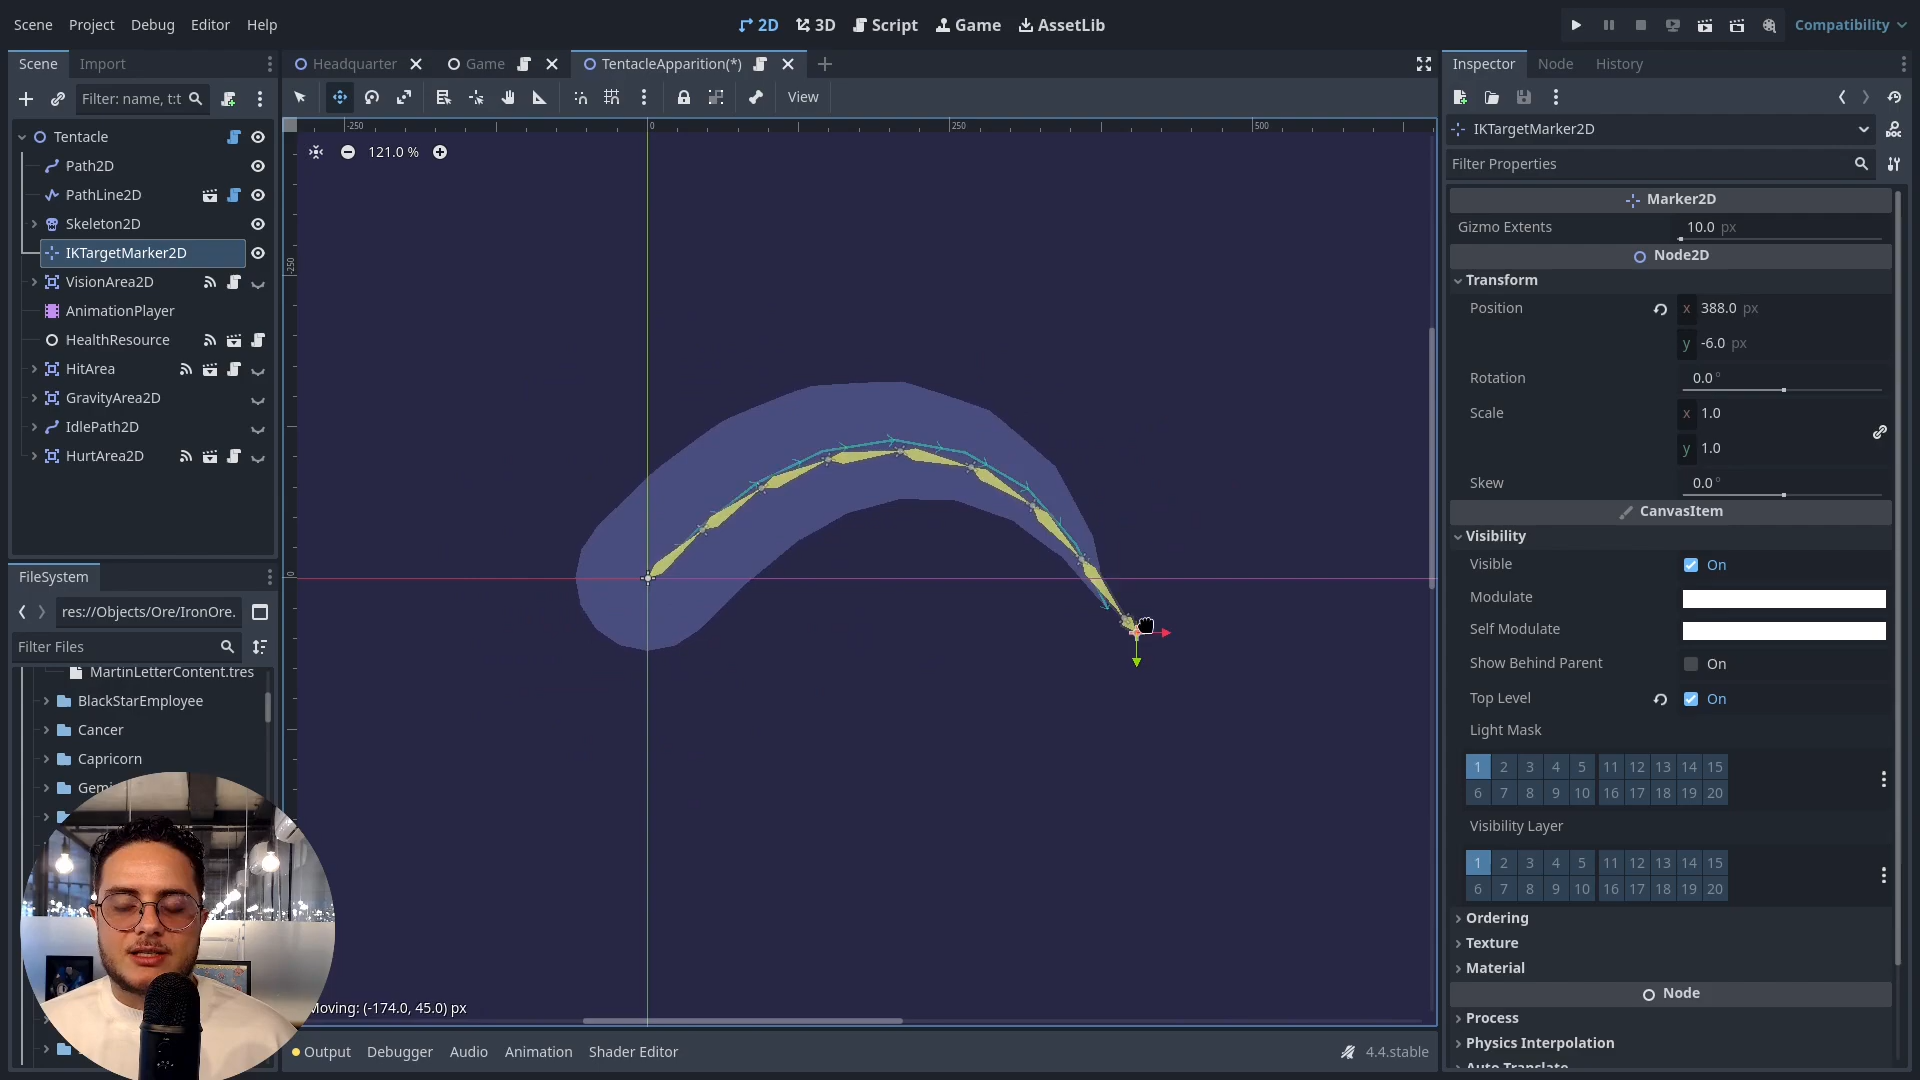 Scene Project Debug Editor Help
2D 3D Script Game AssetLib
Compatibility
Scene Import
Headquarter Game TentacleApparition(*)
Inspector Node History
Filter: name, t:t
View
IKTargetMarker2D
Filter Properties
-250 0 250 500
121.0 %
Tentacle
Path2D
PathLine2D
Skeleton2D
IKTargetMarker2D
VisionArea2D
AnimationPlayer
HealthResource
HitArea
GravityArea2D
IdlePath2D
HurtArea2D
-250
0
FileSystem
res://Objects/Ore/IronOre.
Filter Files
MartinLetterContent.tres
BlackStarEmployee
Cancer
Capricorn
Moving: (-174.0, 45.0) px
Output Debugger Audio Animation Shader Editor
4.4.stable
Marker2D
Gizmo Extents 10.0 px
Node2D
Transform
Position x 388.0 px
y -6.0 px
Rotation 0.0 °
Scale x 1.0
y 1.0
Skew 0.0 °
CanvasItem
Visibility
Visible On
Modulate
Self Modulate
Show Behind Parent On
Top Level On
Light Mask
1 2 3 4 5 11 12 13 14 15
6 7 8 9 10 16 17 18 19 20
Visibility Layer
1 2 3 4 5 11 12 13 14 15
6 7 8 9 10 16 17 18 19 20
Ordering
Texture
Material
Node
Process
Physics Interpolation
Auto Translate